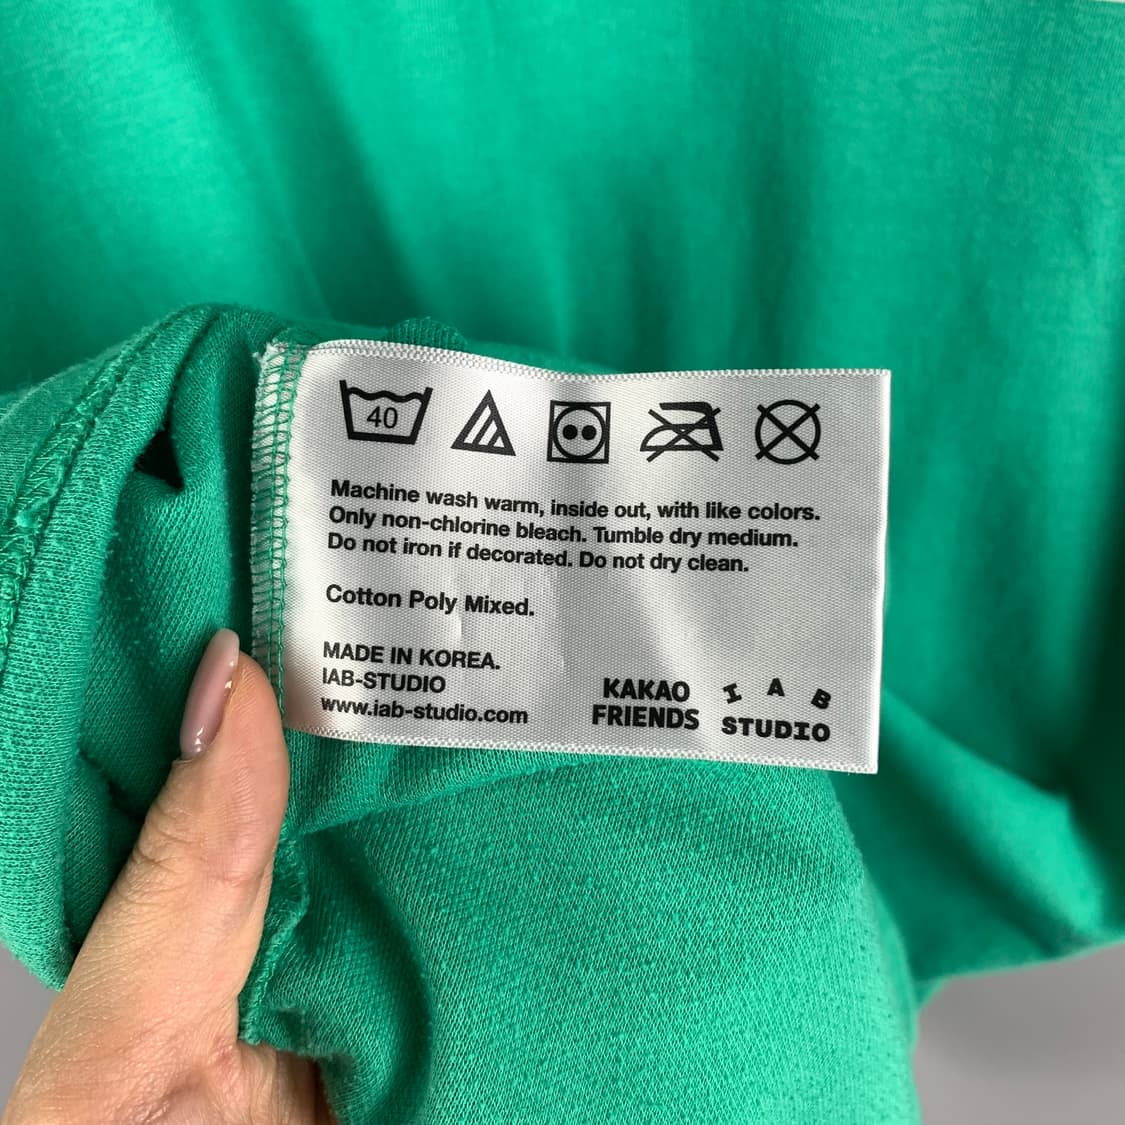 40
Machine wash warm, inside out, with like colors.
Only non-chlorine bleach. Tumble dry medium.
Do not iron if decorated. Do not dry clean.
Cotton Poly Mixed.
MADE IN KOREA.
IAB-STUDIO
www.iab-studio.com
KAKAO
FRIENDS
I A B
STUDIO